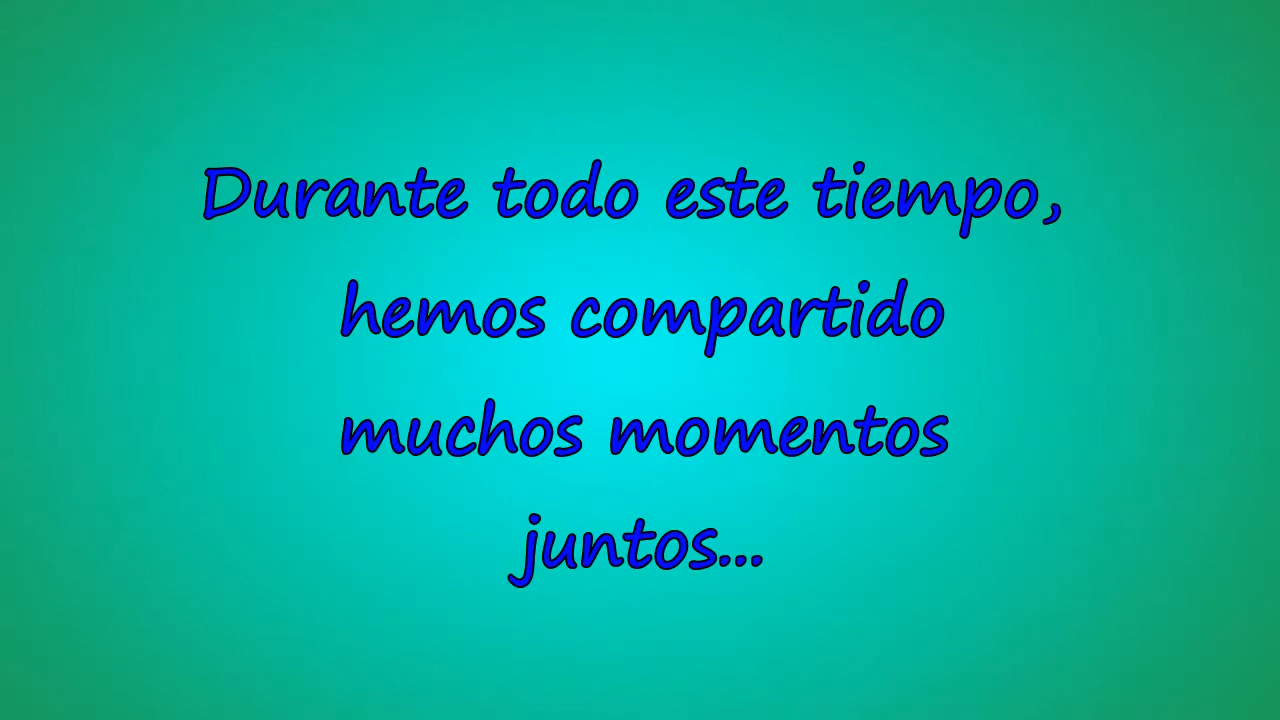 Durante todo este tiempo,
hemos compartido
muchos momentos
juntos...